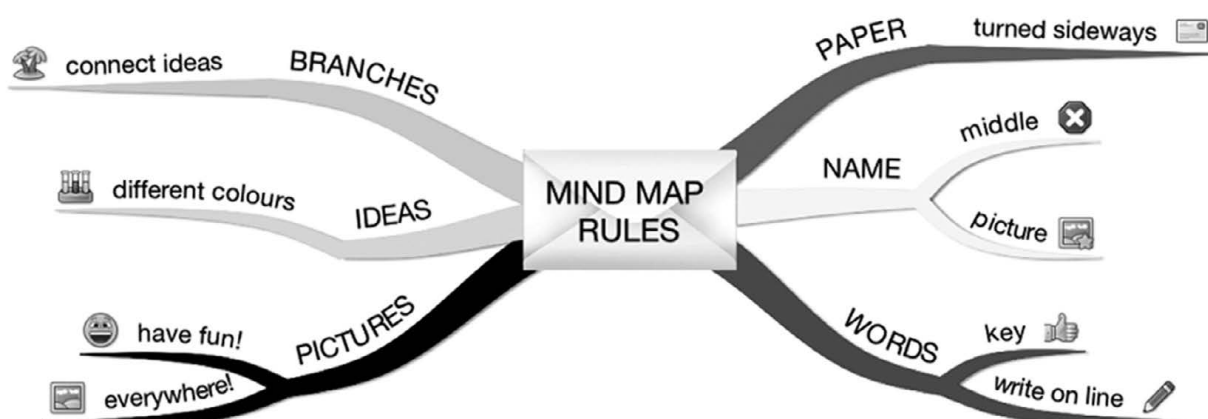 MIND MAP
RULES
PAPER
turned sideways
NAME
middle
picture
WORDS
key
write on line
PICTURES
have fun!
everywhere!
IDEAS
different colours
BRANCHES
connect ideas